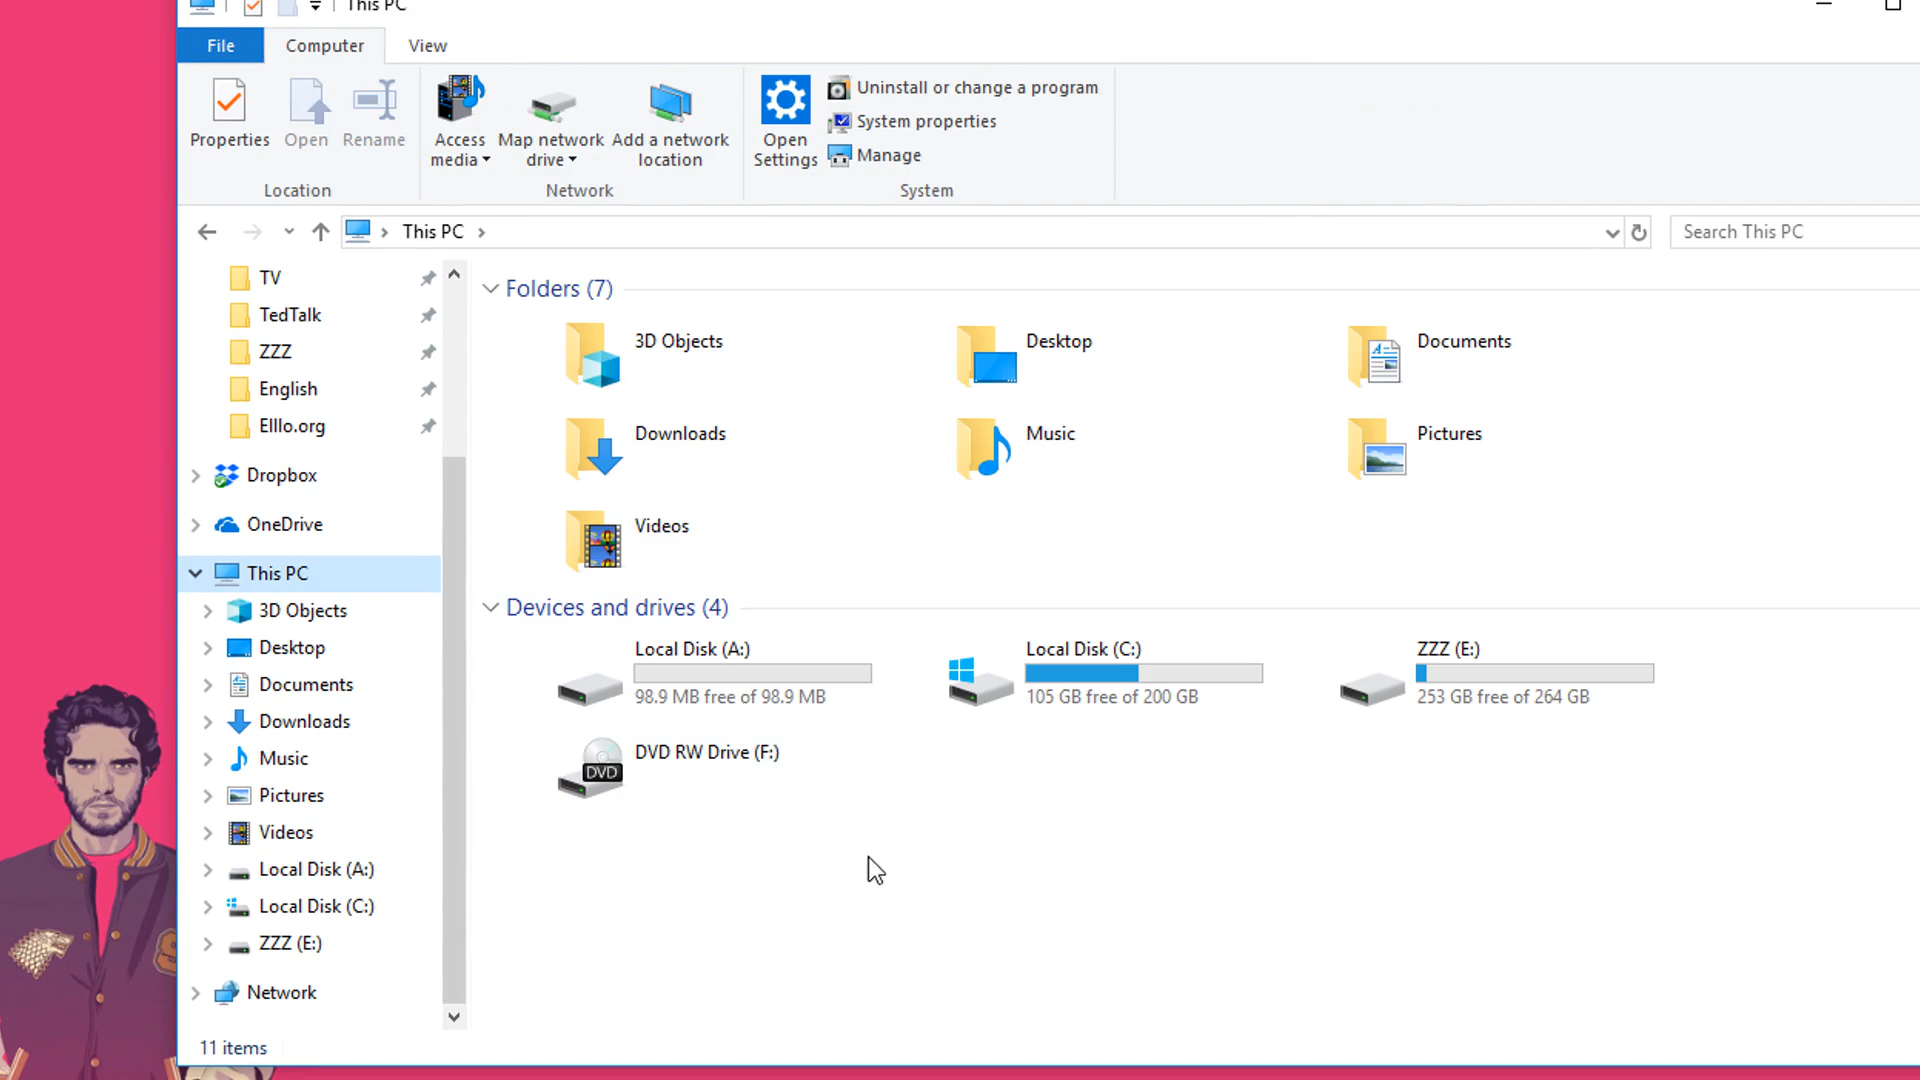 This PC
File Computer View
Properties Open Rename
Access media
Map network drive
Add a network location
Open Settings
Uninstall or change a program
System properties
Manage
Location Network System
This PC
Search This PC
TV
TedTalk
ZZZ
English
Elllo.org
Dropbox
OneDrive
This PC
3D Objects
Desktop
Documents
Downloads
Music
Pictures
Videos
Local Disk (A:)
Local Disk (C:)
ZZZ (E:)
Network
Folders (7)
3D Objects
Desktop
Documents
Downloads
Music
Pictures
Videos
Devices and drives (4)
Local Disk (A:)
98.9 MB free of 98.9 MB
Local Disk (C:)
105 GB free of 200 GB
ZZZ (E:)
253 GB free of 264 GB
DVD
DVD RW Drive (F:)
11 items